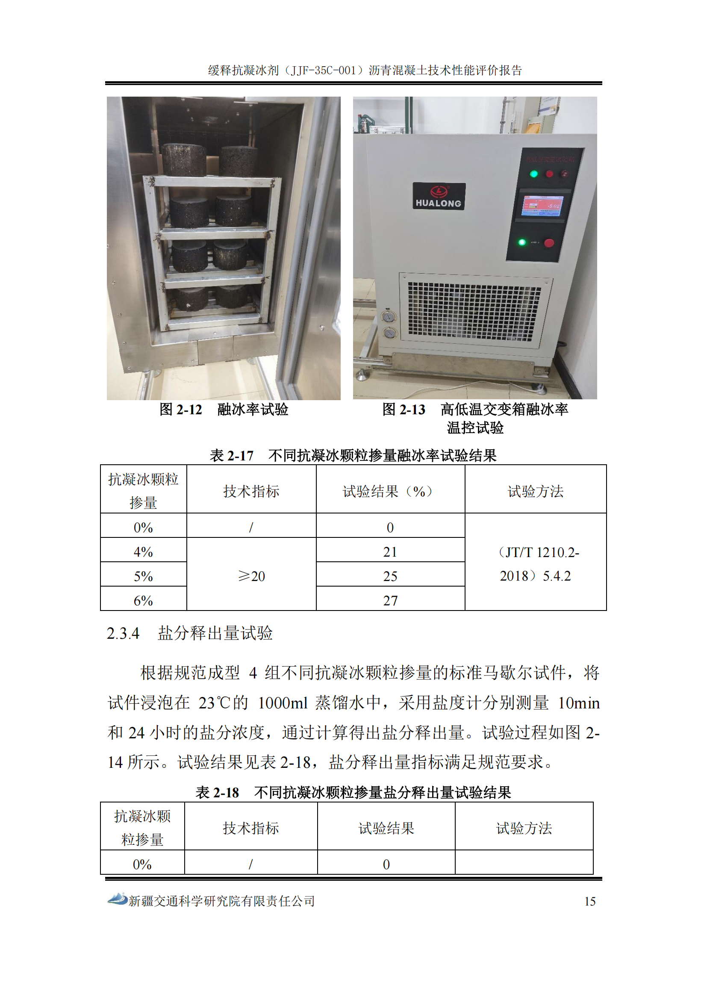 缓释抗凝冰剂（JJF-35C-001）沥青混凝土技术性能评价报告
HUALONG
-5.02
图 2-12 融冰率试验
图 2-13 高低温交变箱融冰率
温控试验
表 2-17 不同抗凝冰颗粒掺量融冰率试验结果
抗凝冰颗粒
掺量
技术指标
试验结果（%）
试验方法
0%
/
0
（JT/T 1210.2-
2018）5.4.2
4%
≥20
21
5%
25
6%
27
2.3.4 盐分释出量试验
根据规范成型 4 组不同抗凝冰颗粒掺量的标准马歇尔试件，将
试件浸泡在 23℃的 1000ml 蒸馏水中，采用盐度计分别测量 10min
和 24 小时的盐分浓度，通过计算得出盐分释出量。试验过程如图 2-
14 所示。试验结果见表 2-18，盐分释出量指标满足规范要求。
表 2-18 不同抗凝冰颗粒掺量盐分释出量试验结果
抗凝冰颗
粒掺量
技术指标
试验结果
试验方法
0%
/
0
新疆交通科学研究院有限责任公司
15